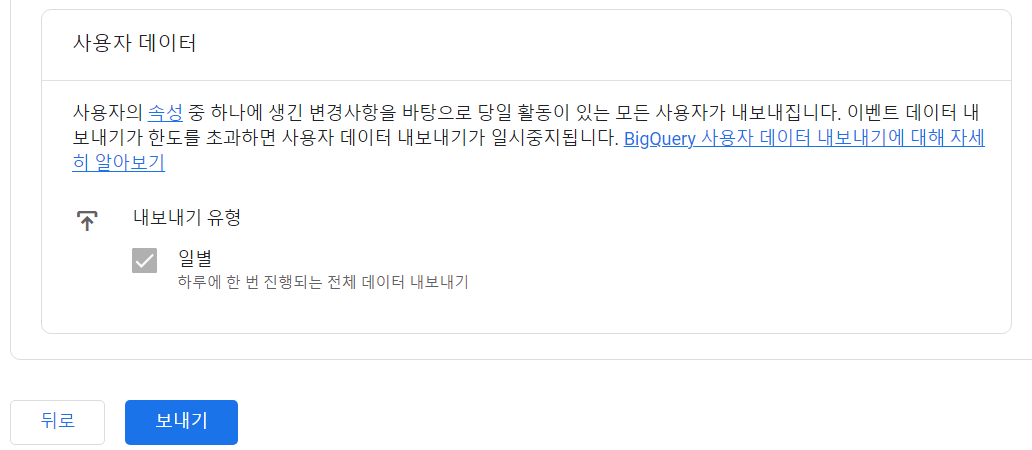 사용자 데이터
사용자의 속성 중 하나에 생긴 변경사항을 바탕으로 당일 활동이 있는 모든 사용자가 내보내집니다. 이벤트 데이터 내
보내기가 한도를 초과하면 사용자 데이터 내보내기가 일시중지됩니다. BigQuery 사용자 데이터 내보내기에 대해 자세
히 알아보기
내보내기 유형
일별
하루에 한 번 진행되는 전체 데이터 내보내기
뒤로
보내기